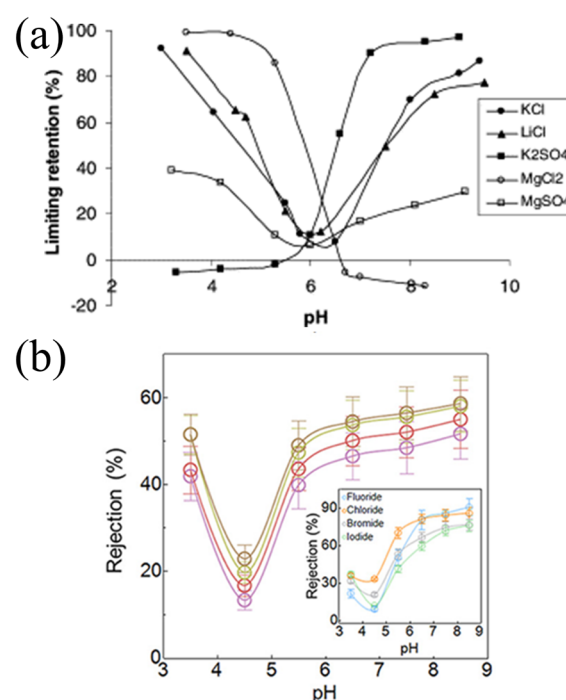 (a)
Limiting retention (%)
100
80
60
40
20
0
-20
2
4
6
8
10
pH
KCl
LiCl
K2SO4
MgCl2
MgSO4
(b)
Rejection (%)
60
40
20
0
3
4
5
6
7
8
9
pH
Rejection (%)
90
60
30
0
Fluoride
Chloride
Bromide
Iodide
3 4 5 6 7 8 9
pH